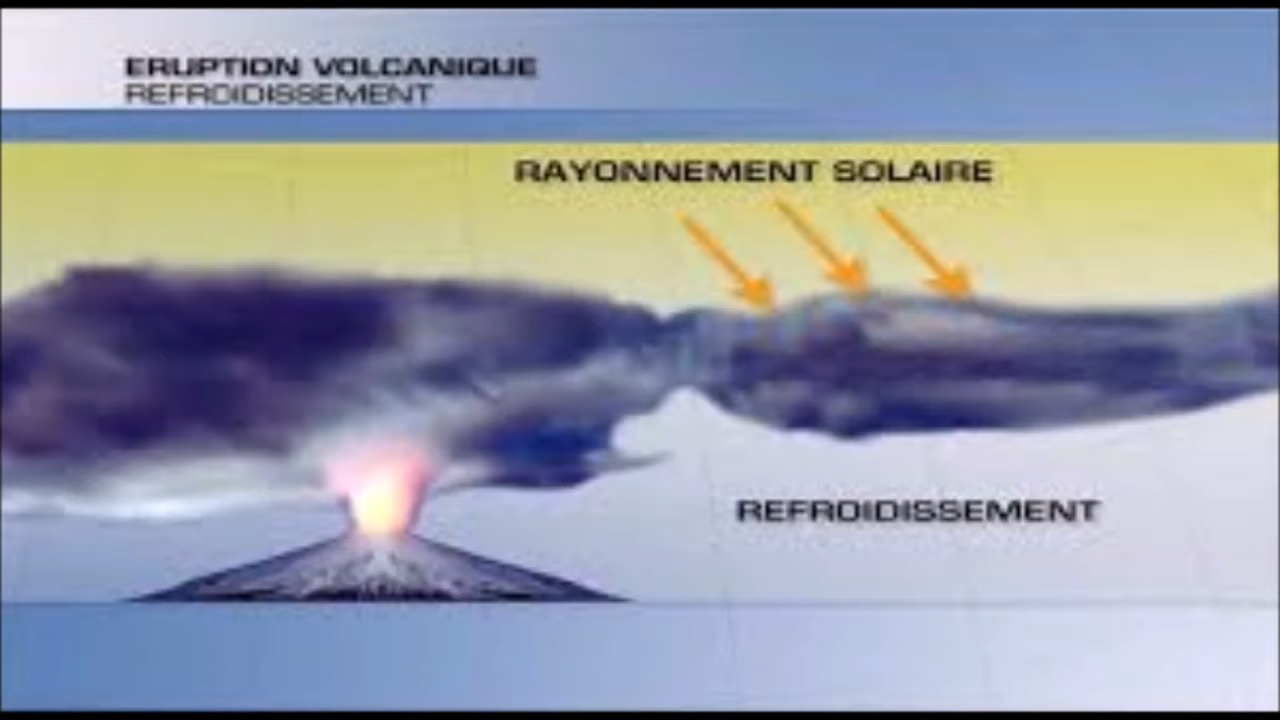 ERUPTION VOLCANIQUE
REFROIDISSEMENT
RAYONNEMENT SOLAIRE
REFROIDISSEMENT